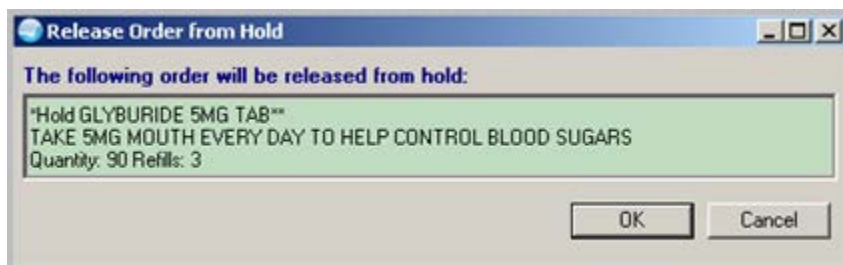 Release Order from Hold
The following order will be released from hold:
*Hold GLYBURIDE 5MG TAB**
TAKE 5MG MOUTH EVERY DAY TO HELP CONTROL BLOOD SUGARS
Quantity: 90 Refills: 3
OK Cancel